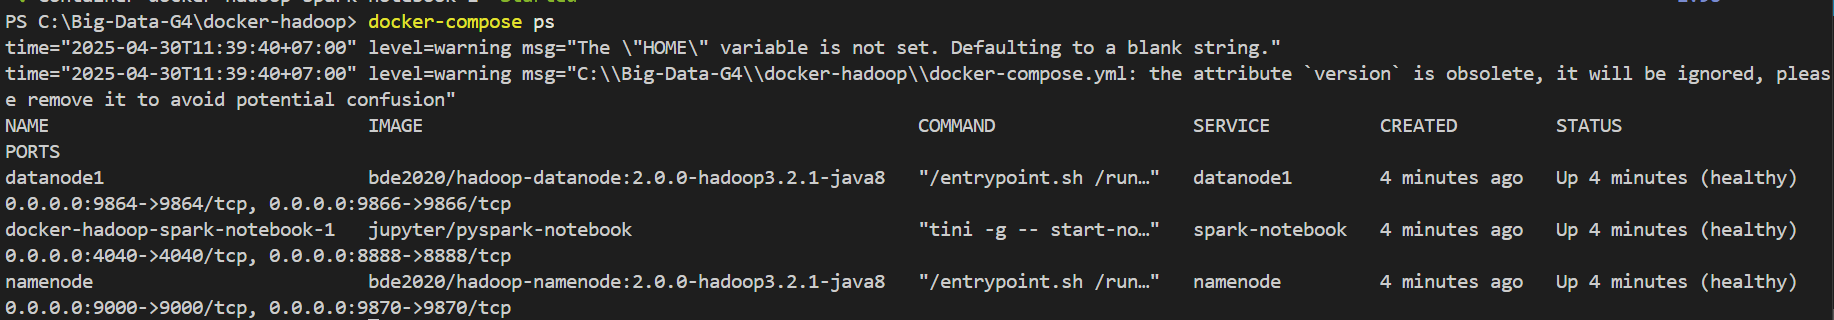 PS C:\Big-Data-G4\docker-hadoop> docker-compose ps
time="2025-04-30T11:39:40+07:00" level=warning msg="The \"HOME\" variable is not set. Defaulting to a blank string."
time="2025-04-30T11:39:40+07:00" level=warning msg="C:\\Big-Data-G4\\docker-hadoop\\docker-compose.yml: the attribute `version` is obsolete, it will be ignored, pleas
e remove it to avoid potential confusion"
NAME IMAGE COMMAND SERVICE CREATED STATUS
PORTS
datanode1 bde2020/hadoop-datanode:2.0.0-hadoop3.2.1-java8 "/entrypoint.sh /run…" datanode1 4 minutes ago Up 4 minutes (healthy)
0.0.0.0:9864->9864/tcp, 0.0.0.0:9866->9866/tcp
docker-hadoop-spark-notebook-1 jupyter/pyspark-notebook "tini -g -- start-no…" spark-notebook 4 minutes ago Up 4 minutes (healthy)
0.0.0.0:4040->4040/tcp, 0.0.0.0:8888->8888/tcp
namenode bde2020/hadoop-namenode:2.0.0-hadoop3.2.1-java8 "/entrypoint.sh /run…" namenode 4 minutes ago Up 4 minutes (healthy)
0.0.0.0:9000->9000/tcp, 0.0.0.0:9870->9870/tcp